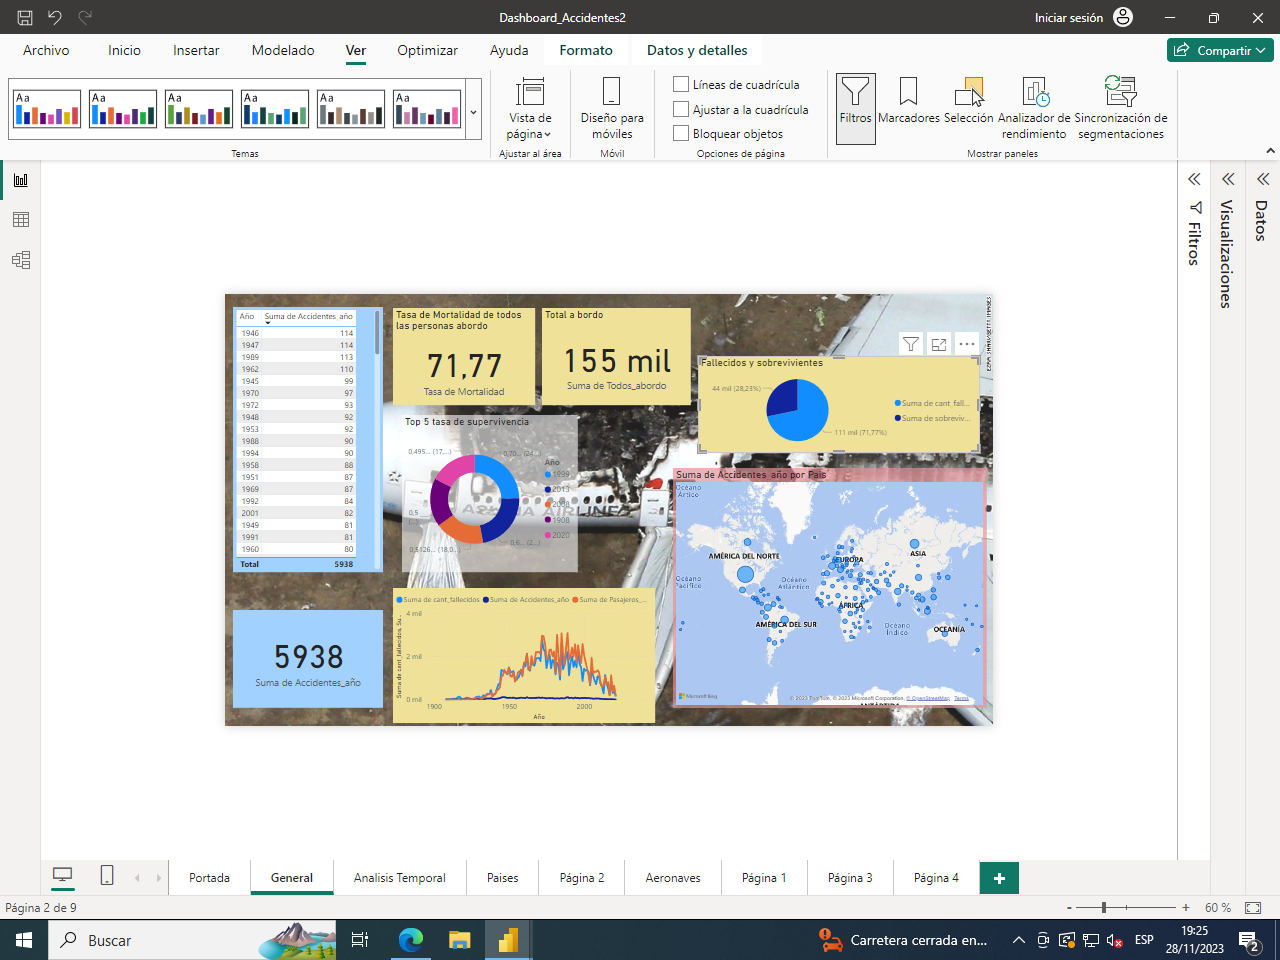 Dashboard_Accidentes2
Iniciar sesión
Archivo
Inicio
Insertar
Modelado
Ver
Optimizar
Ayuda
Formato
Datos y detalles
Compartir
Aa
Aa
Aa
Aa
Aa
Aa
Temas
Vista de
página
Ajustar al área
Diseño para
móviles
Móvil
Líneas de cuadrícula
Ajustar a la cuadrícula
Bloquear objetos
Opciones de página
Filtros
Marcadores
Selección
Analizador de
rendimiento
Sincronización de
segmentaciones
Mostrar paneles
Filtros
Visualizaciones
Datos
Año Suma de Accidentes_año
1946 114
1947 114
1989 113
1962 110
1945 99
1970 97
1972 93
1948 92
1953 92
1988 90
1994 90
1958 88
1951 87
1969 87
1992 84
2001 82
1949 81
1991 81
1960 80
Total 5938
5938
Suma de Accidentes_año
Tasa de Mortalidad de todos
las personas abordo
71,77
Tasa de Mortalidad
Total a bordo
155 mil
Suma de Todos_abordo
Top 5 tasa de supervivencia
0,495... (17,...)
0,70... (24...)
0,5
0,5126... (18,0...)
0,6... (2...)
Año
1999
2013
2008
1908
2020
Suma de cant_fallecidos
Suma de Accidentes_año
Suma de Pasajeros_...
Suma de cant_fallecidos, Su...
4 mil
2 mil
0 mil
1900
1950
2000
Año
Fallecidos y sobrevivientes
44 mil (28,23%)
111 mil (71,77%)
Suma de cant_fall...
Suma de sobreviv...
Suma de Accidentes_año por País
Océano
Ártico
AMÉRICA DEL NORTE
EUROPA
ASIA
Océano
Pacífico
Océano
Atlántico
ÁFRICA
AMÉRICA DEL SUR
Océano
Índico
OCEANÍA
Microsoft Bing
© 2023 TomTom, © 2023 Microsoft Corporation, © OpenStreetMap Terms
ANTÁRTIDA
Portada
General
Analisis Temporal
Paises
Página 2
Aeronaves
Página 1
Página 3
Página 4
+
Página 2 de 9
- + 60 %
Buscar
Carretera cerrada en...
ESP
19:25
28/11/2023
2